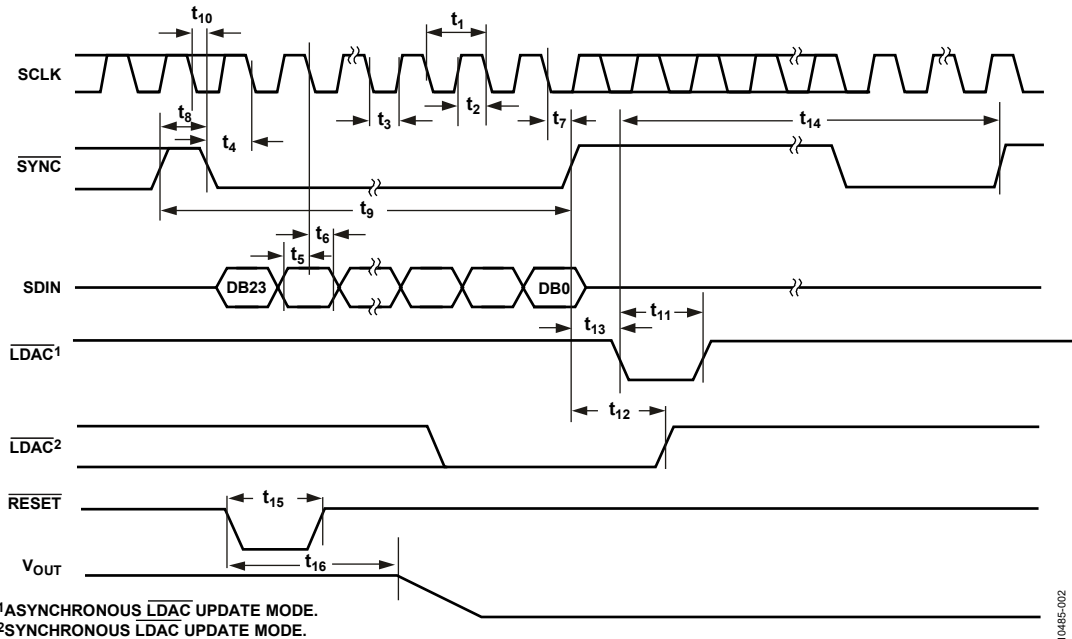 t10
t1
SCLK
t8
t4
t3
t2
t7
t14
SYNC
t9
t6
t5
SDIN
DB23
DB0
t13
t11
LDAC1
t12
LDAC2
RESET
t15
t16
VOUT
1ASYNCHRONOUS LDAC UPDATE MODE.
2SYNCHRONOUS LDAC UPDATE MODE.
10485-002